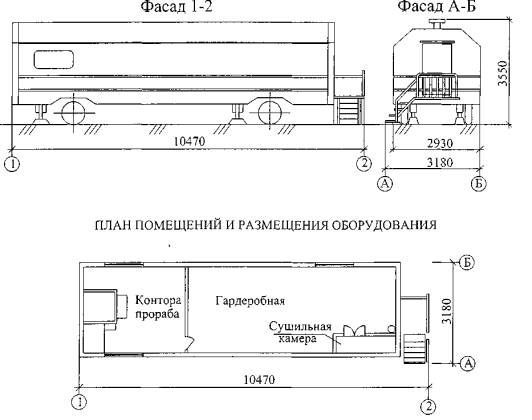 Фасад 1-2
Фасад А-Б
3550
10470
2930
3180
1
2
А
Б
ПЛАН ПОМЕЩЕНИЙ И РАЗМЕЩЕНИЯ ОБОРУДОВАНИЯ
Б
Контора
прораба
Гардеробная
Сушильная
камера
3180
А
10470
1
2